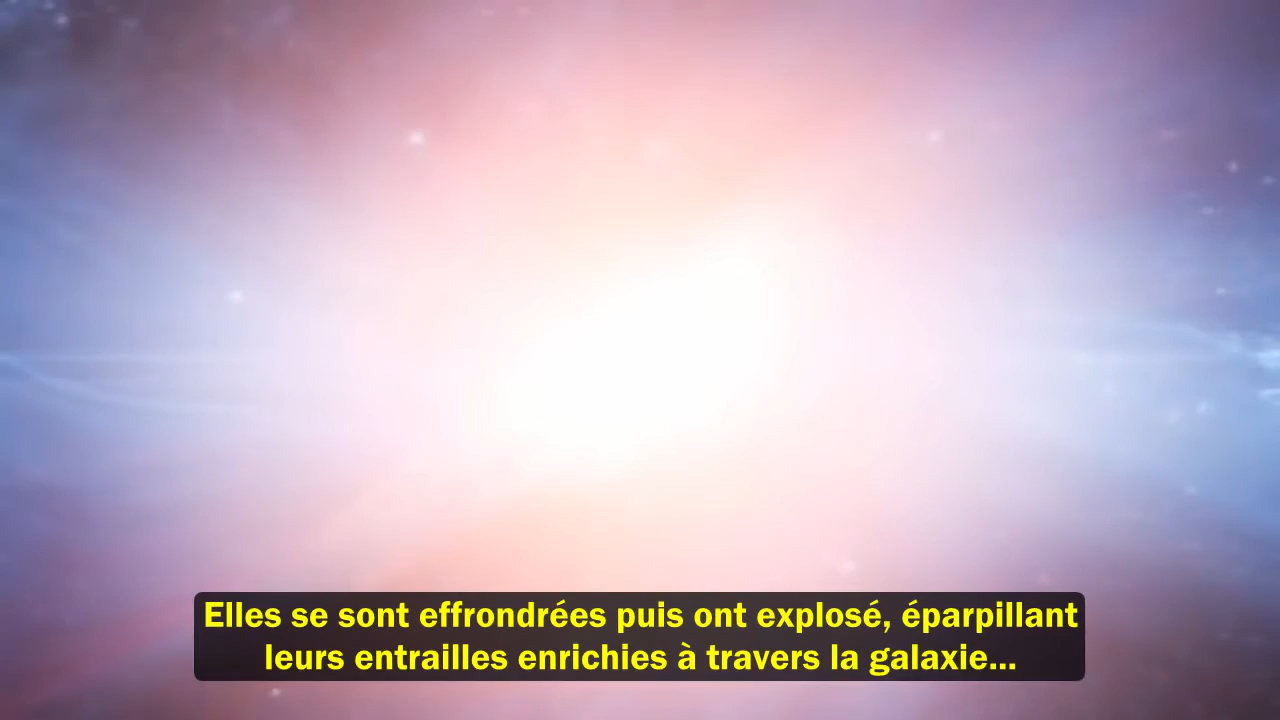 Elles se sont effrondrées puis ont explosé, éparpillant
leurs entrailles enrichies à travers la galaxie...